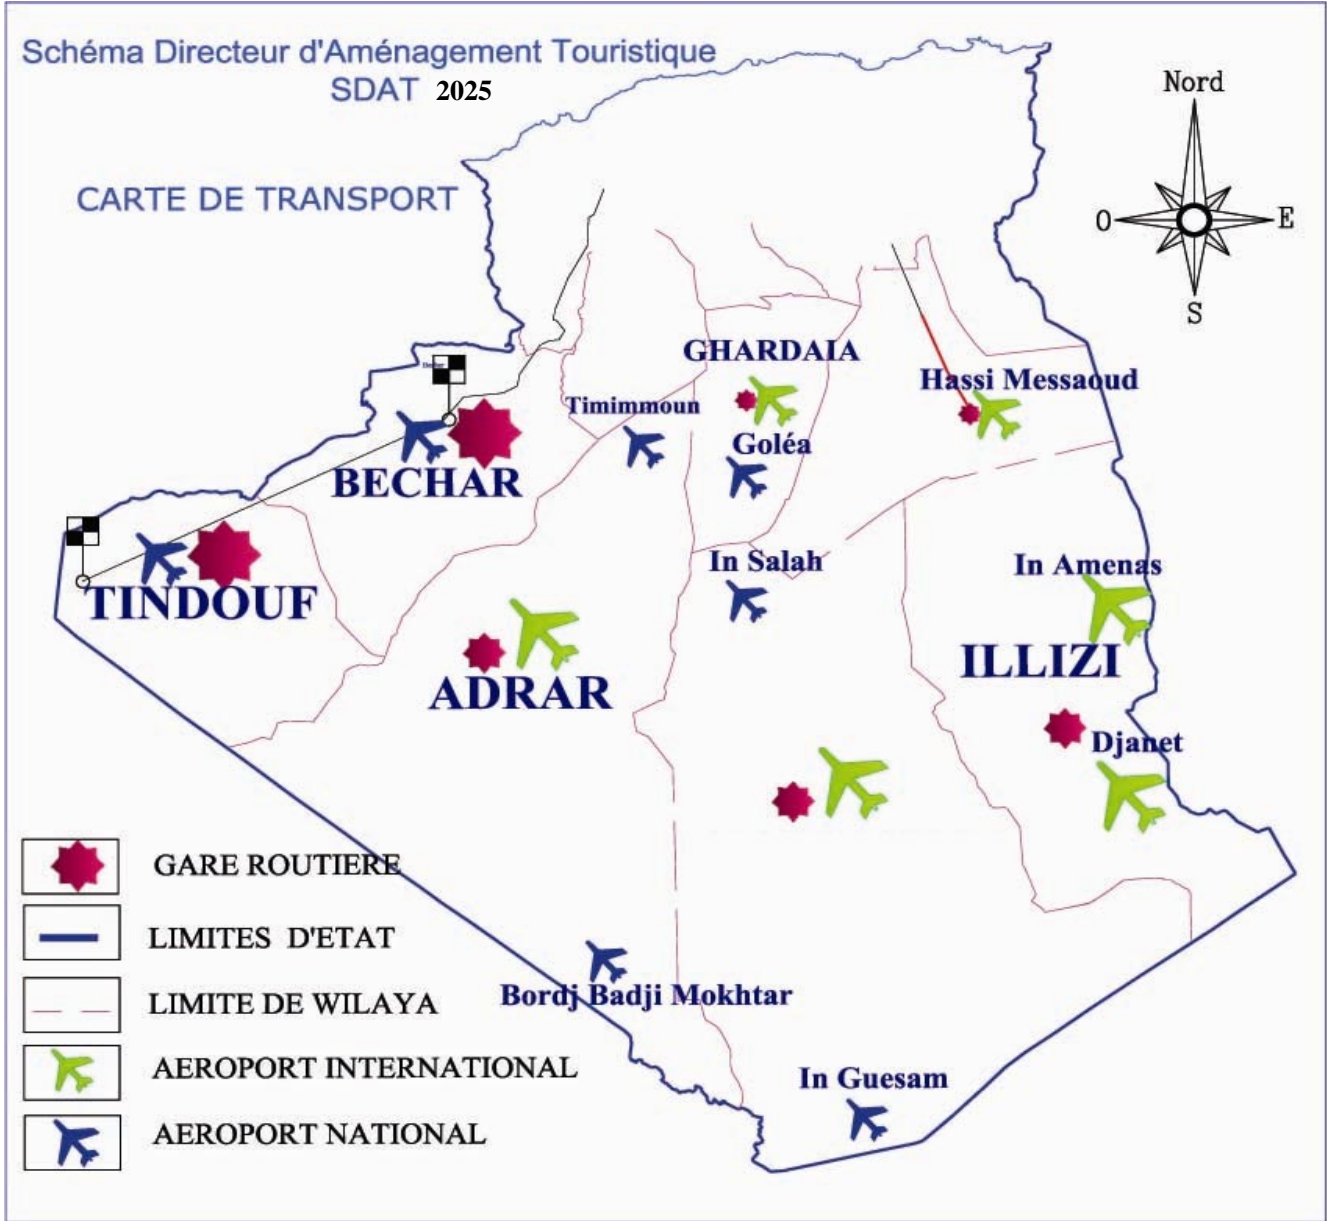 Schéma Directeur d'Aménagement Touristique
SDAT 2025
Nord
CARTE DE TRANSPORT
O
E
S
GHARDAIA
Hassi Messaoud
Timimmoun
Goléa
BECHAR
In Salah
In Amenas
TINDOUF
ILLIZI
ADRAR
Djanet
GARE ROUTIERE
LIMITES D'ETAT
Bordj Badji Mokhtar
LIMITE DE WILAYA
AEROPORT INTERNATIONAL
In Guesam
AEROPORT NATIONAL